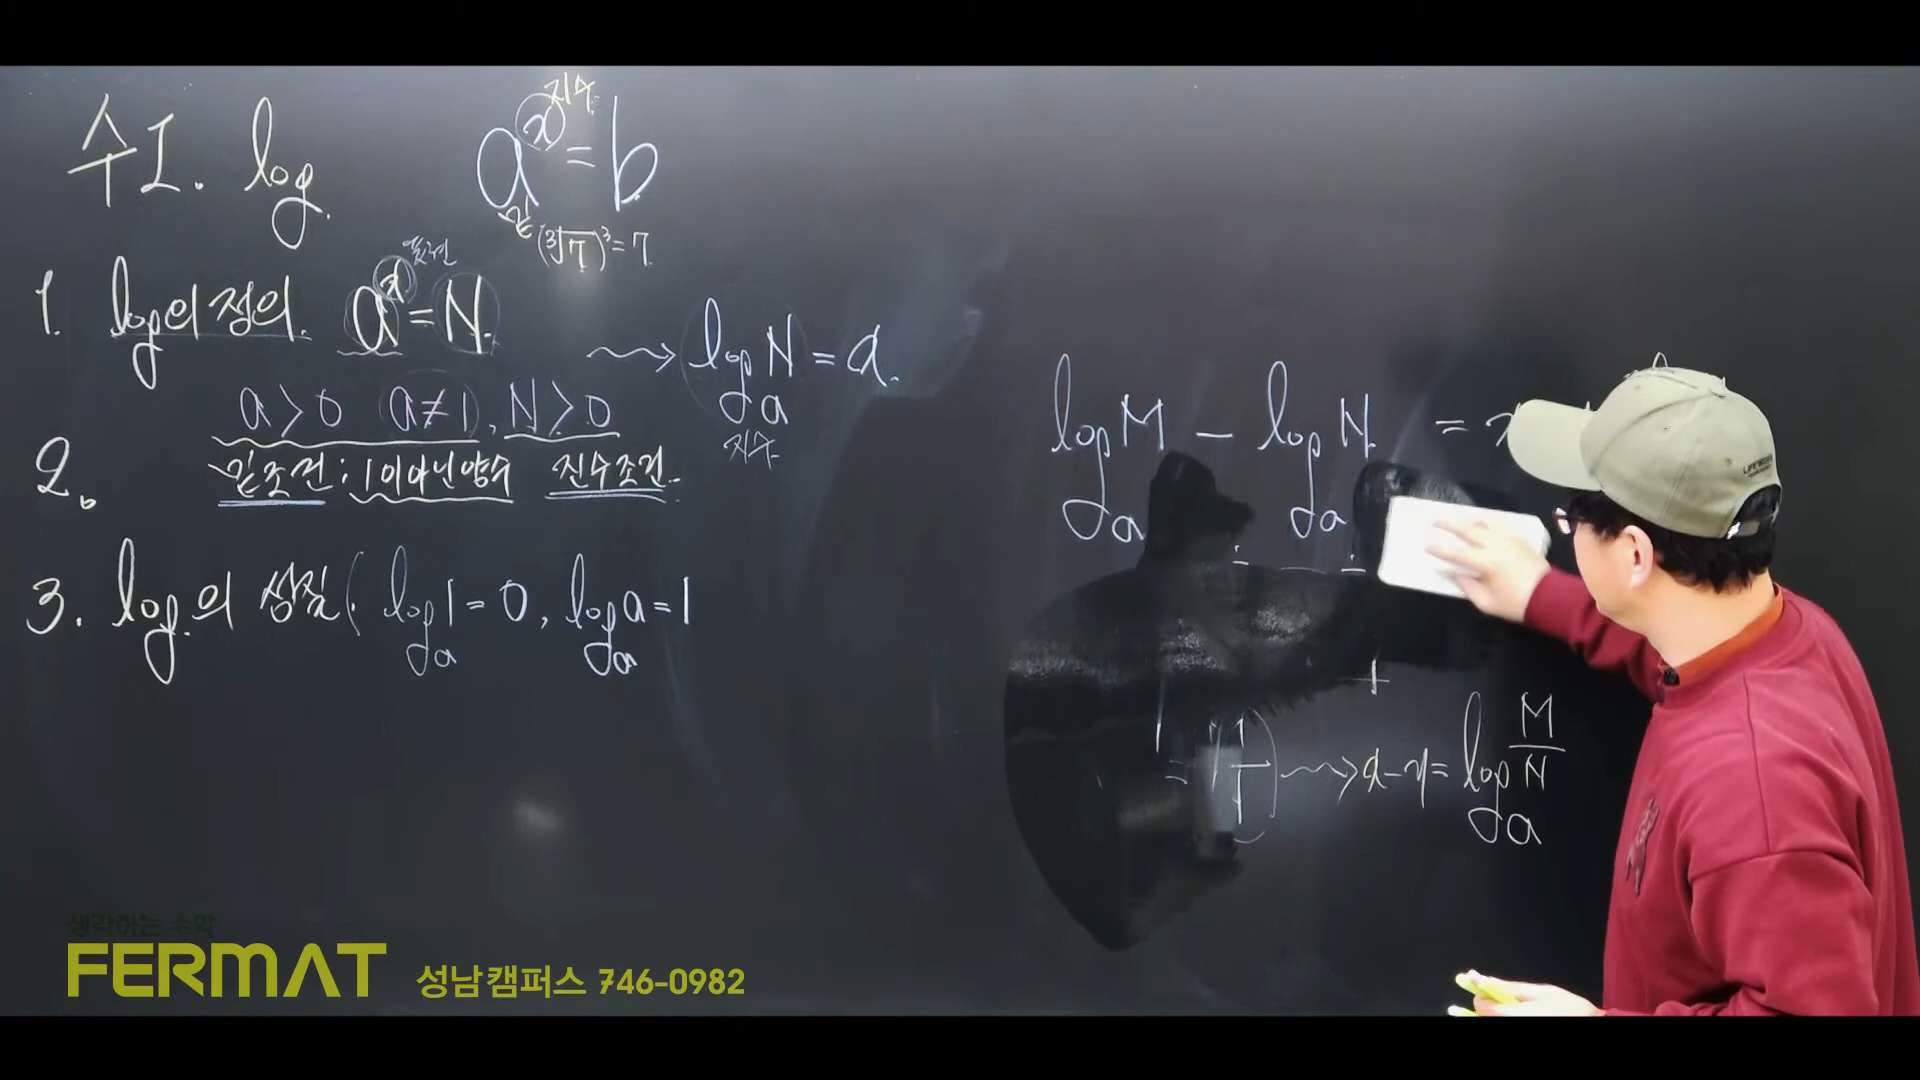 수I. log
a^x = b
지수
밑
(³√7)³ = 7
1. log의 정의. a^x = N
→ log_a N = x.
지수
a > 0 a ≠ 1, N > 0
2.
밑조건 : 1이 아닌 양수 진수조건.
3. log의 성질 (. log_a 1 = 0, log_a a = 1
log_a M - log_a N =
→ x - y = log_a M/N
생각하는 수학
FERMAT 성남캠퍼스 746-0982